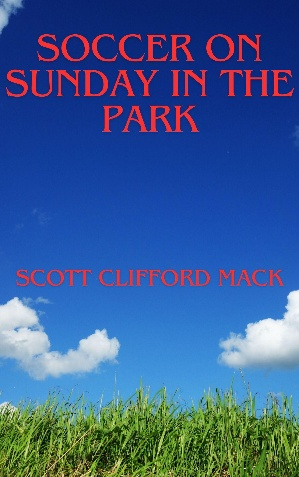 SOCCER ON
SUNDAY IN THE
PARK
SCOTT CLIFFORD MACK